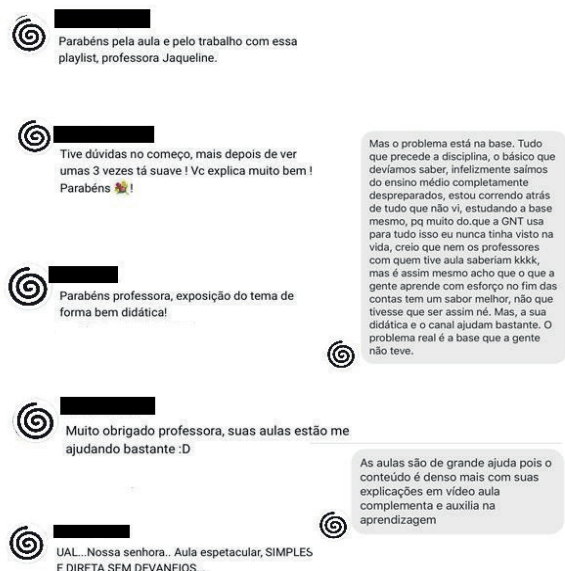 Parabéns pela aula e pelo trabalho com essa
playlist, professora Jaqueline.
Tive dúvidas no começo, mais depois de ver
umas 3 vezes tá suave ! Vc explica muito bem !
Parabéns 💐!
Parabéns professora, exposição do tema de
forma bem didática!
Muito obrigado professora, suas aulas estão me
ajudando bastante :D
UAL...Nossa senhora.. Aula espetacular, SIMPLES
E DIRETA SEM DEVANEIOS....
Mas o problema está na base. Tudo
que precede a disciplina, o básico que
devíamos saber, infelizmente saímos
do ensino médio completamente
despreparados, estou correndo atrás
de tudo que não vi, estudando a base
mesmo, pq muito do.que a GNT usa
para tudo isso eu nunca tinha visto na
vida, creio que nem os professores
com quem tive aula saberiam kkkk,
mas é assim mesmo acho que o que a
gente aprende com esforço no fim das
contas tem um sabor melhor, não que
tivesse que ser assim né. Mas, a sua
didática e o canal ajudam bastante. O
problema real é a base que a gente
não teve.
As aulas são de grande ajuda pois o
conteúdo é denso mais com suas
explicações em vídeo aula
complementa e auxilia na
aprendizagem